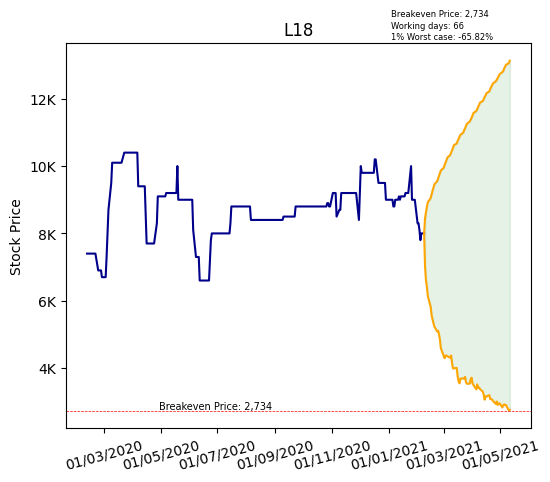 Breakeven Price: 2,734
Working days: 66
1% Worst case: -65.82%
L18
Stock Price
12K
10K
8K
6K
4K
Breakeven Price: 2,734
01/03/2020
01/05/2020
01/07/2020
01/09/2020
01/11/2020
01/01/2021
01/03/2021
01/05/2021